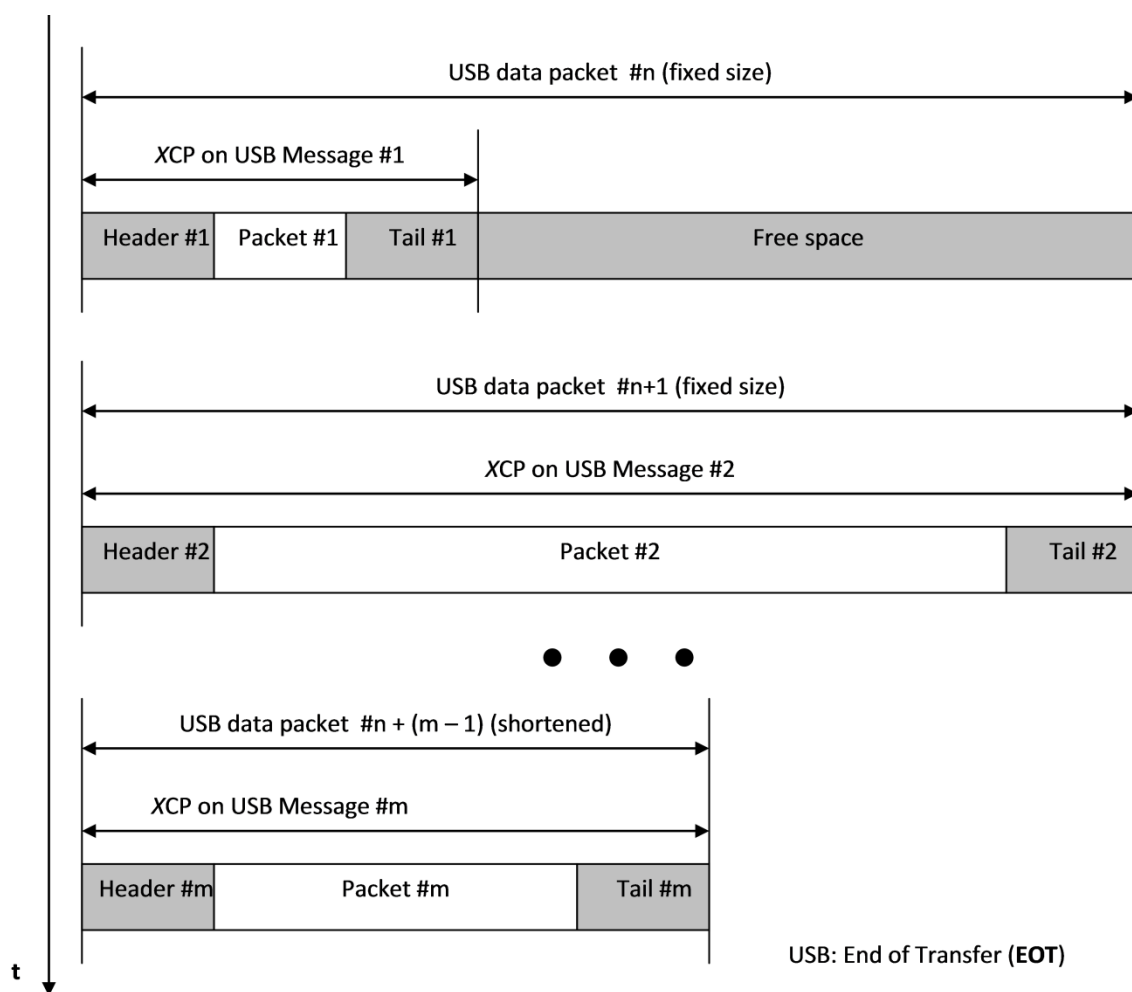 USB data packet #n (fixed size)
XCP on USB Message #1
Header #1 Packet #1 Tail #1 Free space
USB data packet #n+1 (fixed size)
XCP on USB Message #2
Header #2 Packet #2 Tail #2
USB data packet #n + (m – 1) (shortened)
XCP on USB Message #m
Header #m Packet #m Tail #m
USB: End of Transfer (EOT)
t